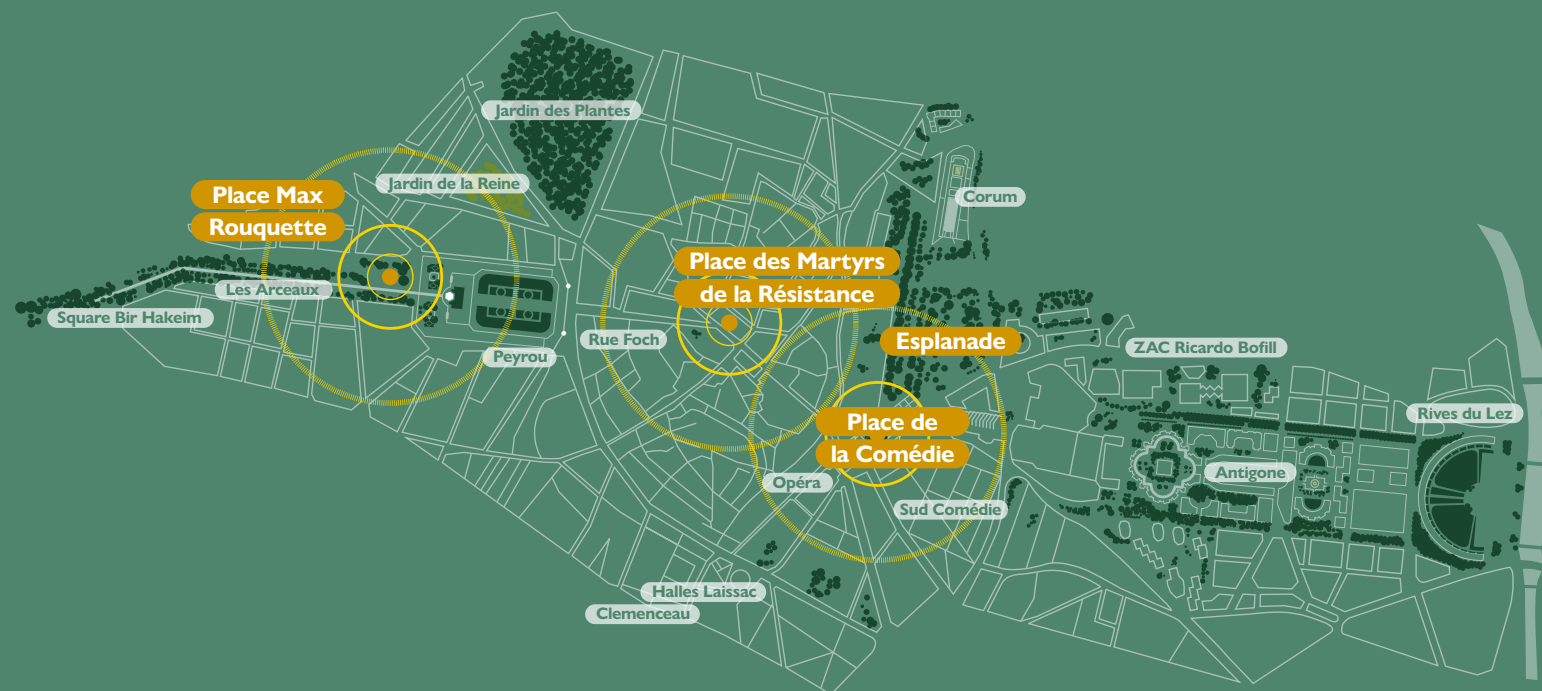 Jardin des Plantes
Jardin de la Reine
Place Max
Rouquette
Corum
Place des Martyrs
de la Résistance
Les Arceaux
Square Bir Hakeim
Rue Foch
Esplanade
Peyrou
ZAC Ricardo Bofill
Rives du Lez
Place de
la Comédie
Antigone
Opéra
Sud Comédie
Halles Laissac
Clemenceau